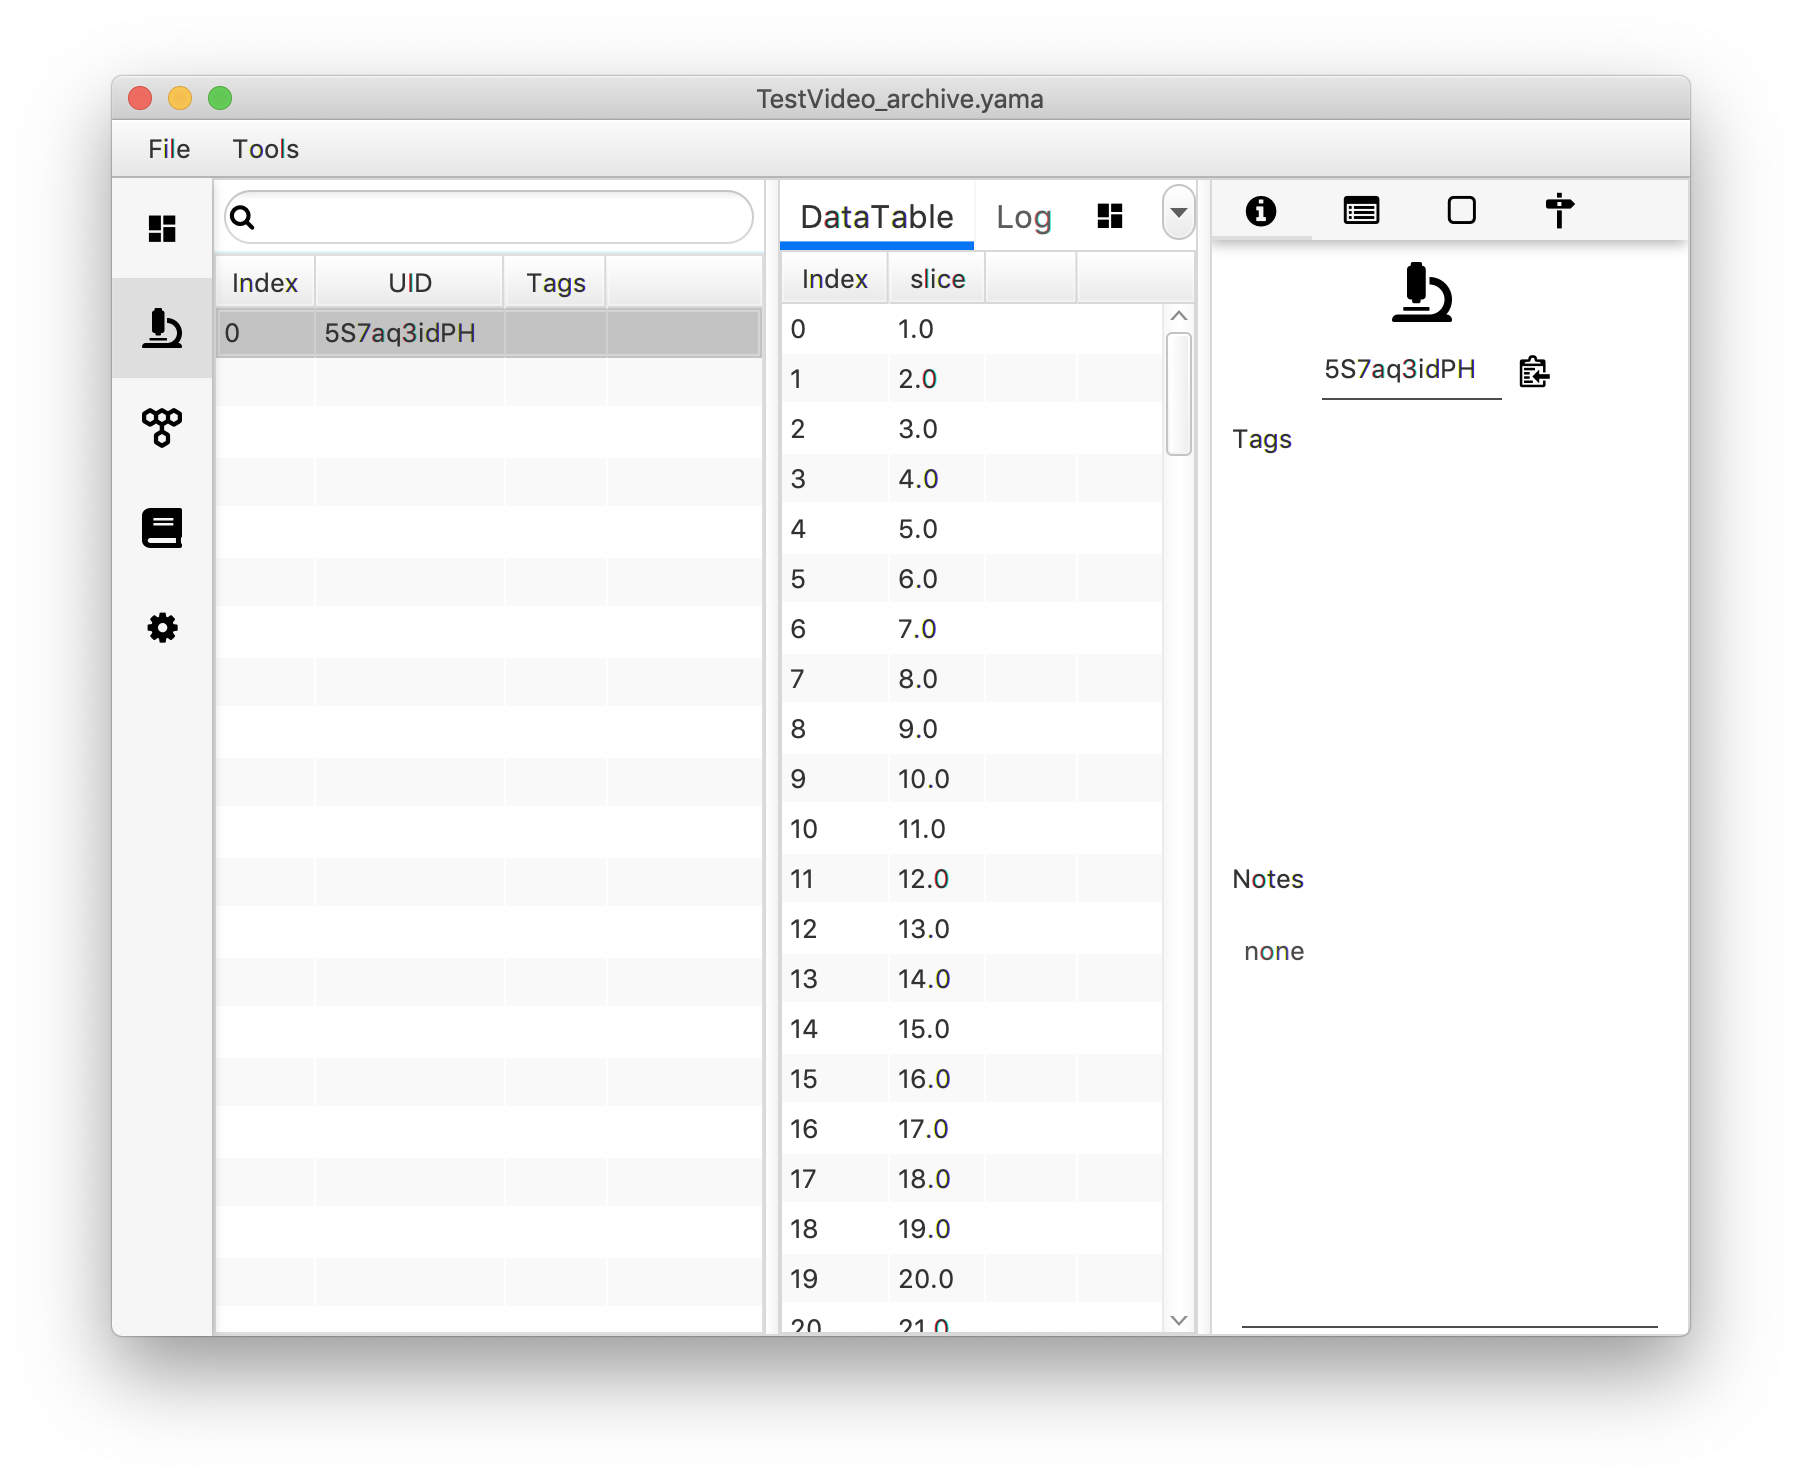 TestVideo_archive.yama
File Tools
Index UID Tags
0 5S7aq3idPH
DataTable Log
Index slice
0 1.0
1 2.0
2 3.0
3 4.0
4 5.0
5 6.0
6 7.0
7 8.0
8 9.0
9 10.0
10 11.0
11 12.0
12 13.0
13 14.0
14 15.0
15 16.0
16 17.0
17 18.0
18 19.0
19 20.0
20 21.0
5S7aq3idPH
Tags
Notes
none